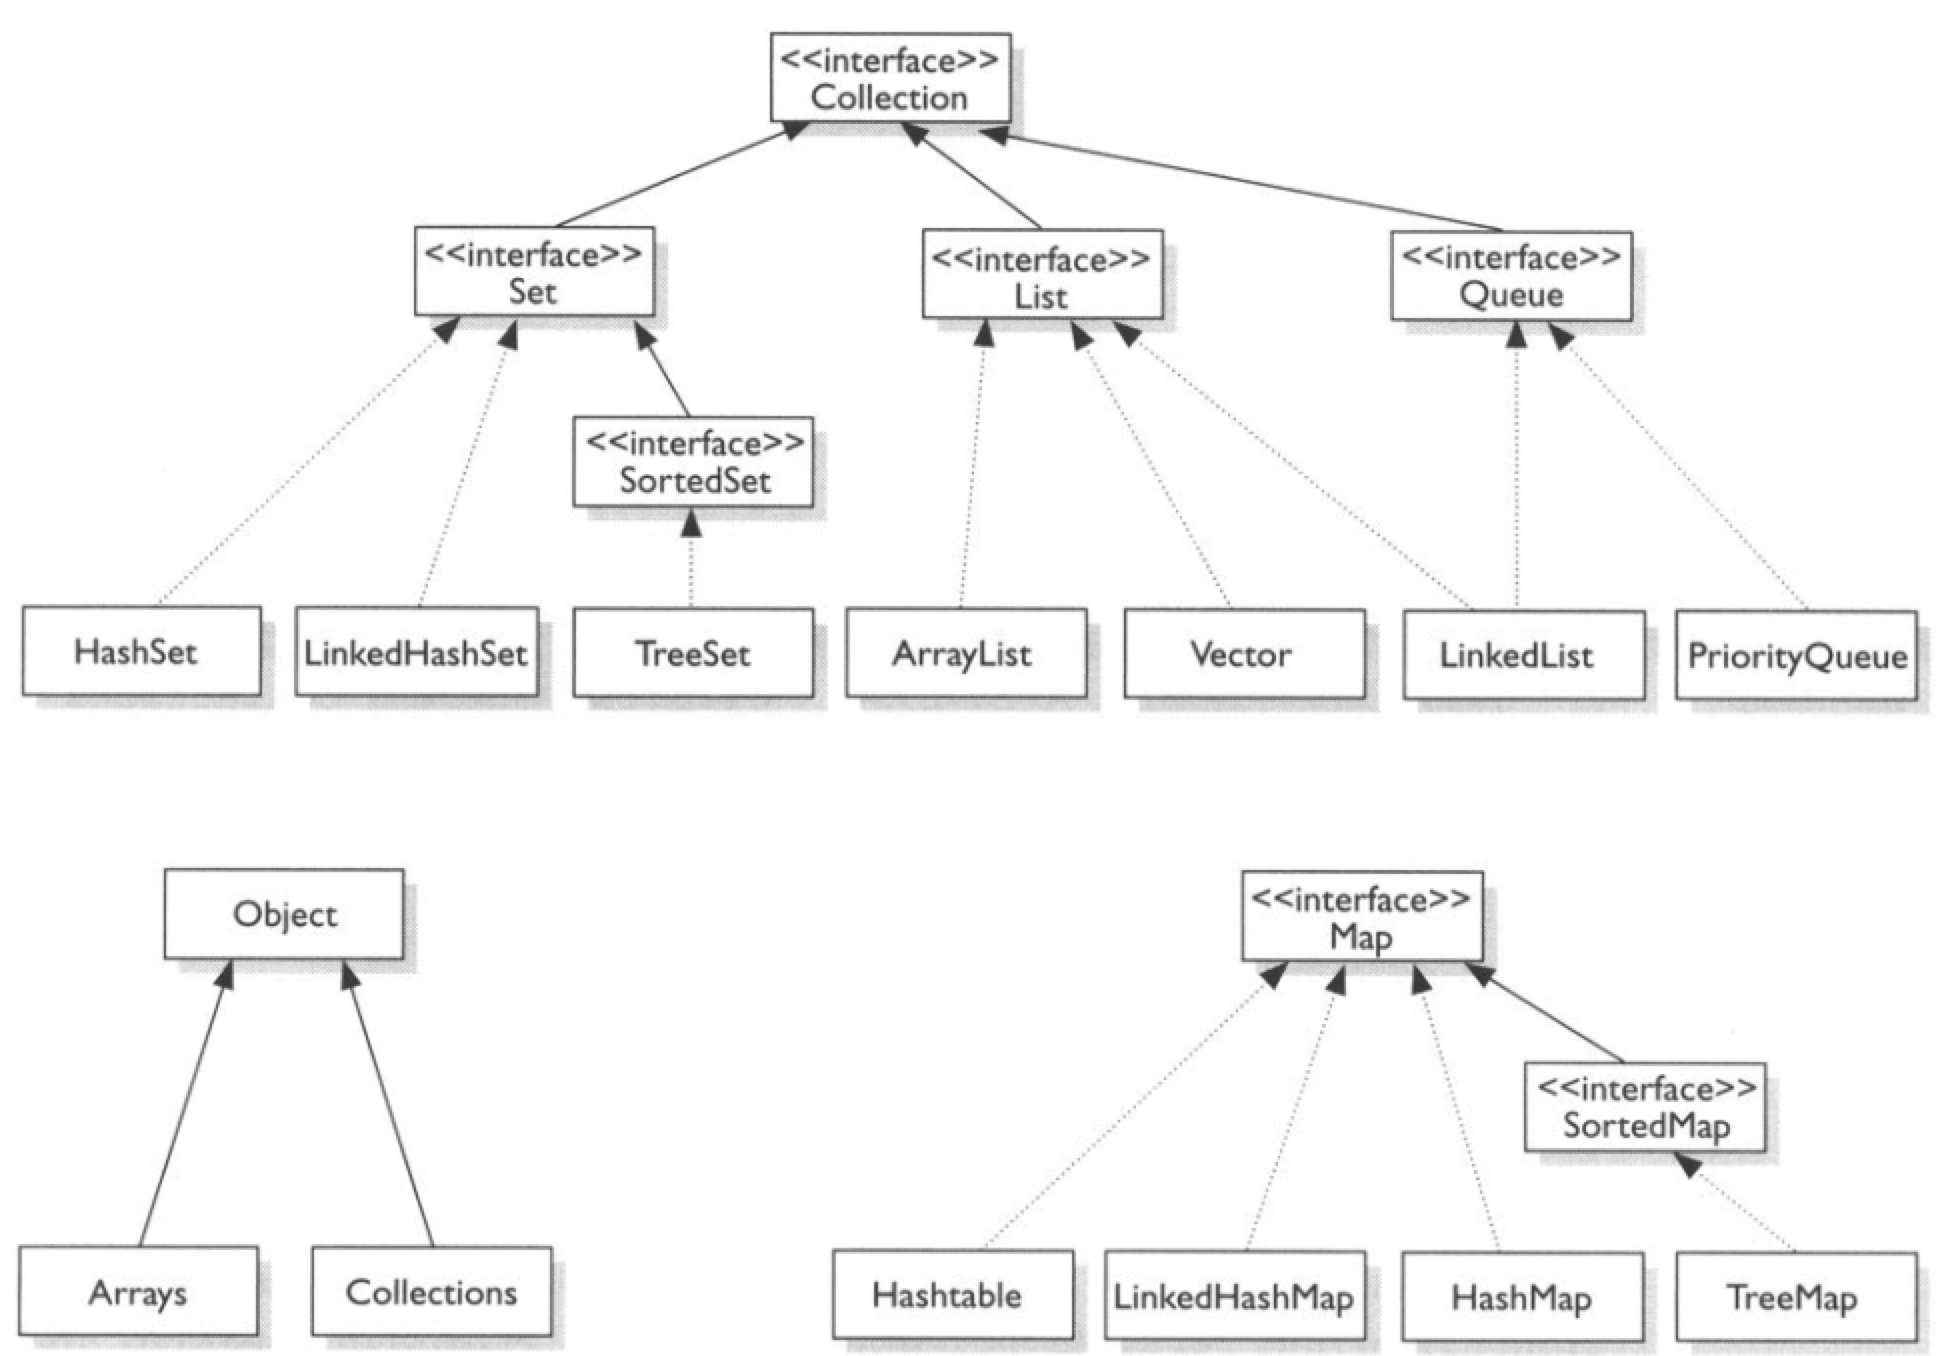 <<interface>>
Collection
<<interface>>
Set
<<interface>>
List
<<interface>>
Queue
<<interface>>
SortedSet
HashSet
LinkedHashSet
TreeSet
ArrayList
Vector
LinkedList
PriorityQueue
Object
<<interface>>
Map
<<interface>>
SortedMap
Arrays
Collections
Hashtable
LinkedHashMap
HashMap
TreeMap